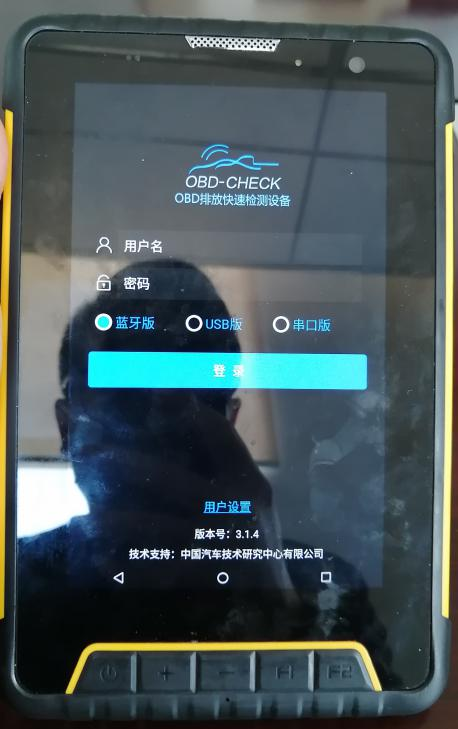 OBD-CHECK
OBD排放快速检测设备
用户名
密码
蓝牙版 USB版 串口版
登录
用户设置
版本号：3.1.4
技术支持：中国汽车技术研究中心有限公司
F1 F2